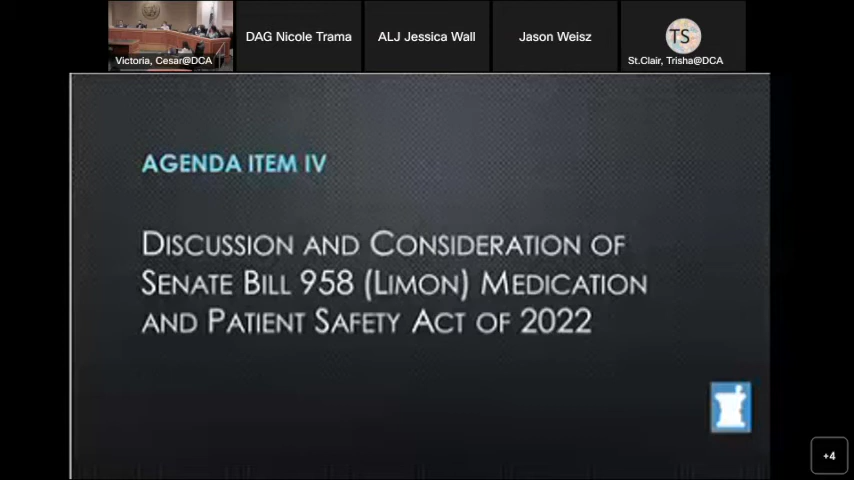 Victoria, Cesar@DCA
DAG Nicole Trama
ALJ Jessica Wall
Jason Weisz
TS
St.Clair, Trisha@DCA
AGENDA ITEM IV
DISCUSSION AND CONSIDERATION OF
SENATE BILL 958 (LIMON) MEDICATION
AND PATIENT SAFETY ACT OF 2022
+4